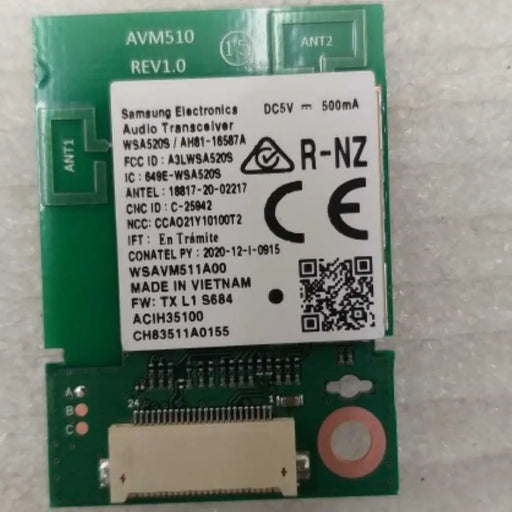 AVM510
REV1.0
15
ANT2
ANT1
Samsung Electronics
DC5V ⎓ 500mA
Audio Transceiver
WSA520S / AH81-16587A
FCC ID : A3LWSA520S
IC : 649E-WSA520S
R-NZ
ANTEL : 18817-20-02217
CNC ID : C-25942
NCC: CCAO21Y10100T2
IFT : En Trámite
CONATEL PY : 2020-12-I-0915
CE
WSAVM511A00
MADE IN VIETNAM
FW: TX L1 S684
ACIH35100
CH83511A0155
A
B
C
24
1